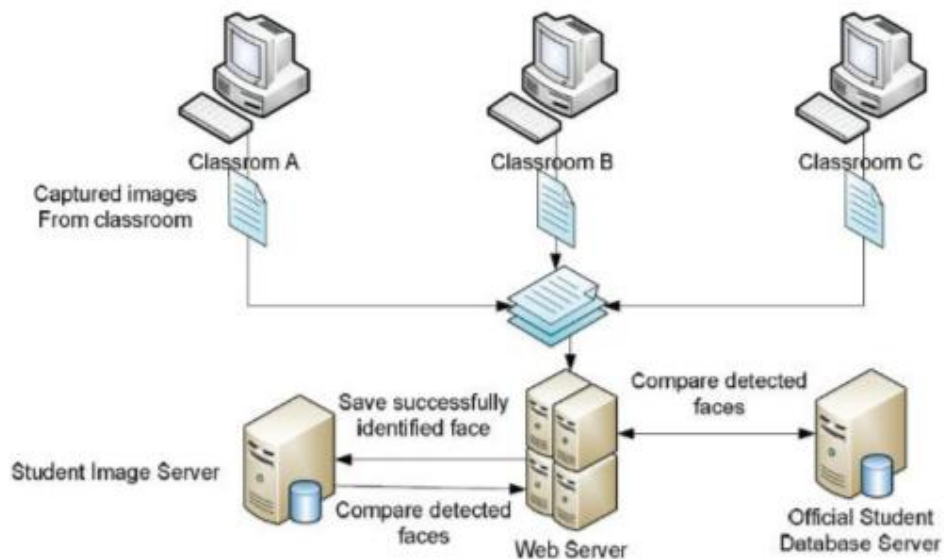 Classrom A
Classroom B
Classroom C
Captured images
From classroom
Compare detected
faces
Save successfully
identified face
Student Image Server
Compare detected
faces
Web Server
Official Student
Database Server